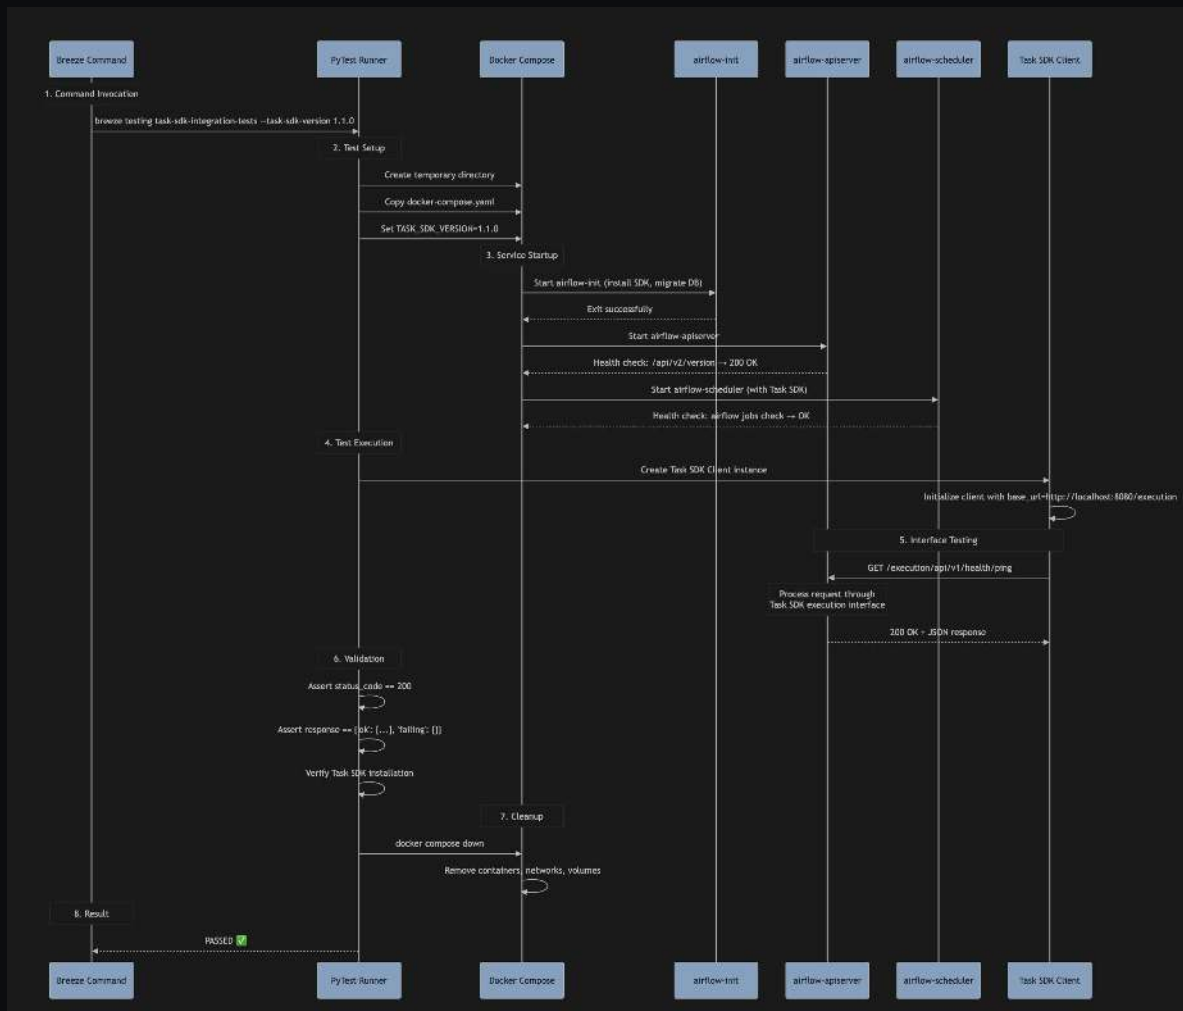 Breeze Command
PyTest Runner
Docker Compose
airflow-init
airflow-apiserver
airflow-scheduler
Task SDK Client
1. Command Invocation
breeze testing task-sdk-integration-tests --task-sdk-version 1.1.0
2. Test Setup
Create temporary directory
Copy docker-compose.yaml
Set TASK_SDK_VERSION=1.1.0
3. Service Startup
Start airflow-init (install SDK, migrate DB)
Exit successfully
Start airflow-apiserver
Health check: /api/v2/version → 200 OK
Start airflow-scheduler (with Task SDK)
Health check: airflow jobs check → OK
4. Test Execution
Create Task SDK Client instance
Initialize client with base_url=http://localhost:8080/execution
5. Interface Testing
GET /execution/api/v1/health/ping
Process request through
Task SDK execution interface
200 OK + JSON response
6. Validation
Assert status_code == 200
Assert response == {'ok': [...], 'failing': []}
Verify Task SDK installation
7. Cleanup
docker compose down
Remove containers, networks, volumes
8. Result
PASSED ✅
Breeze Command
PyTest Runner
Docker Compose
airflow-init
airflow-apiserver
airflow-scheduler
Task SDK Client